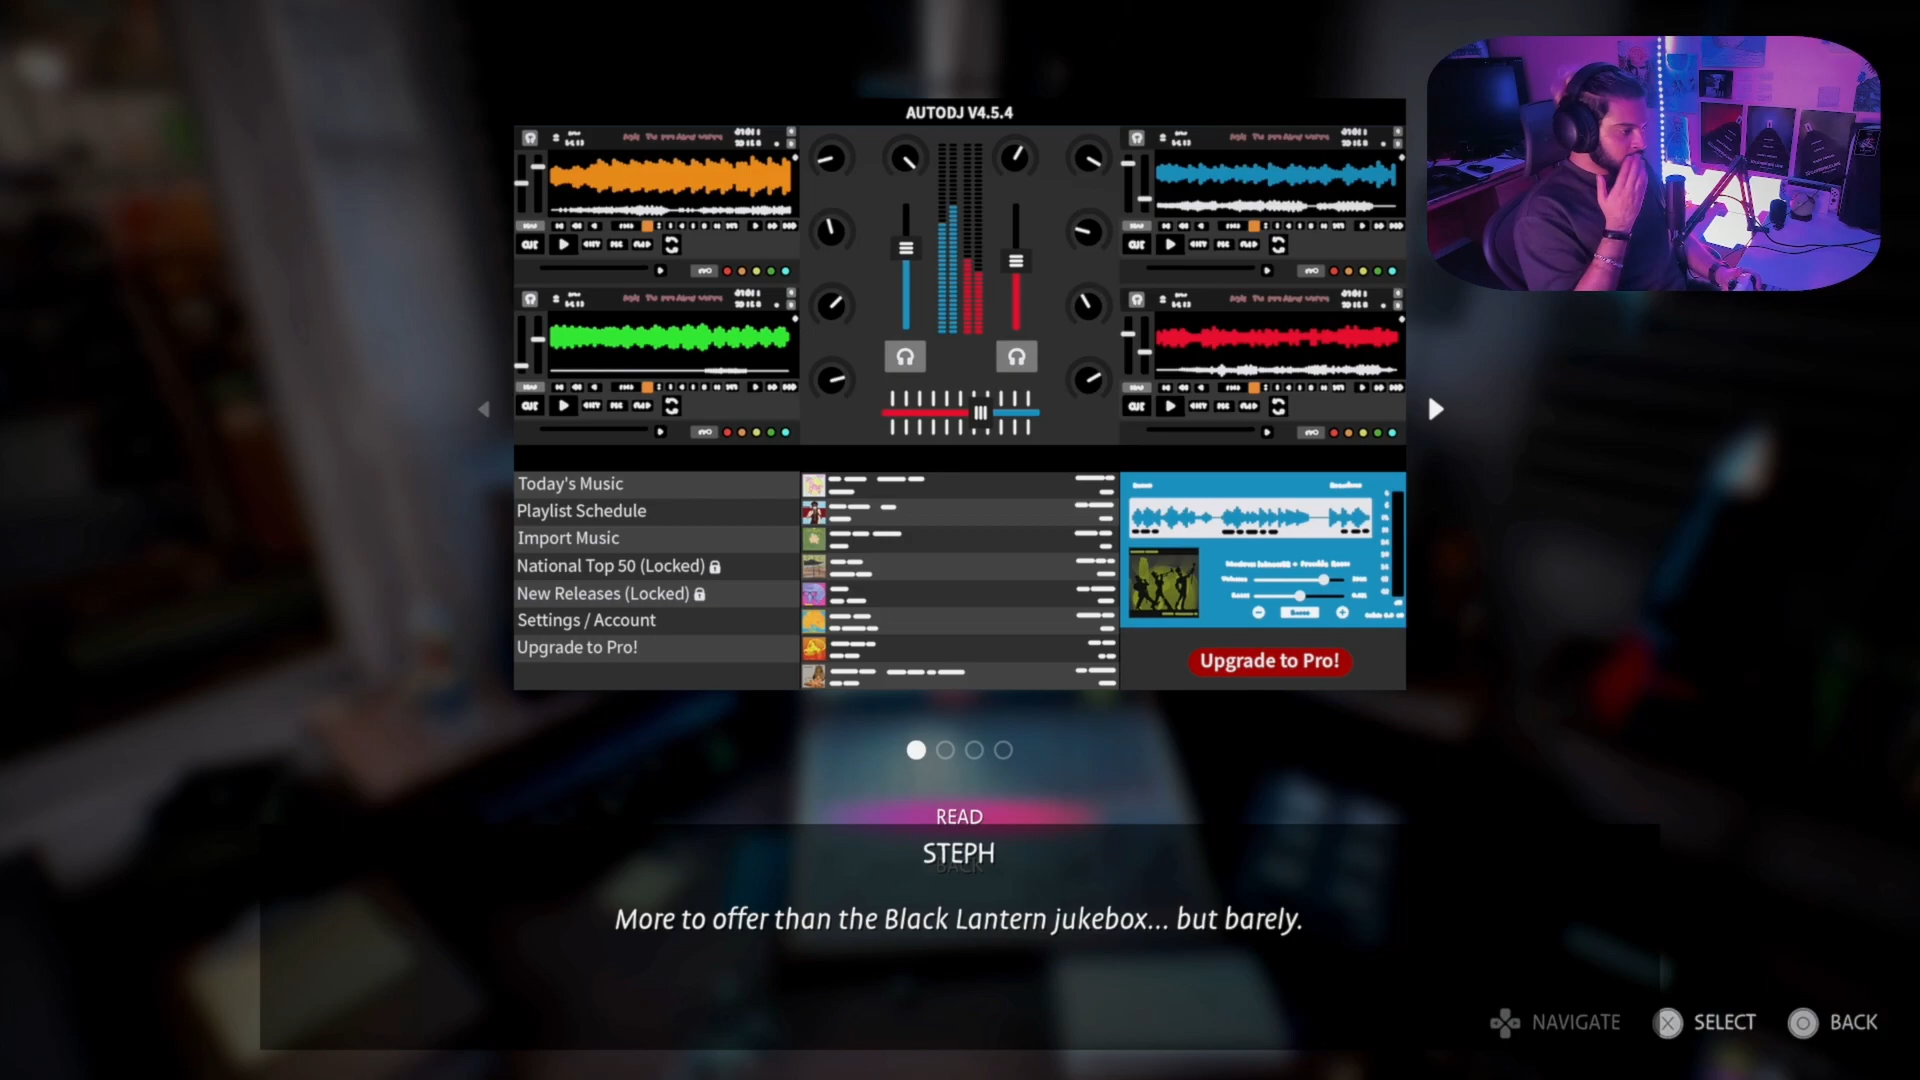 AUTODJ V4.5.4
Today's Music
Playlist Schedule
Import Music
National Top 50 (Locked)
New Releases (Locked)
Settings / Account
Upgrade to Pro!
Upgrade to Pro!
READ
STEPH
BACK
More to offer than the Black Lantern jukebox... but barely.
NAVIGATE
SELECT
BACK